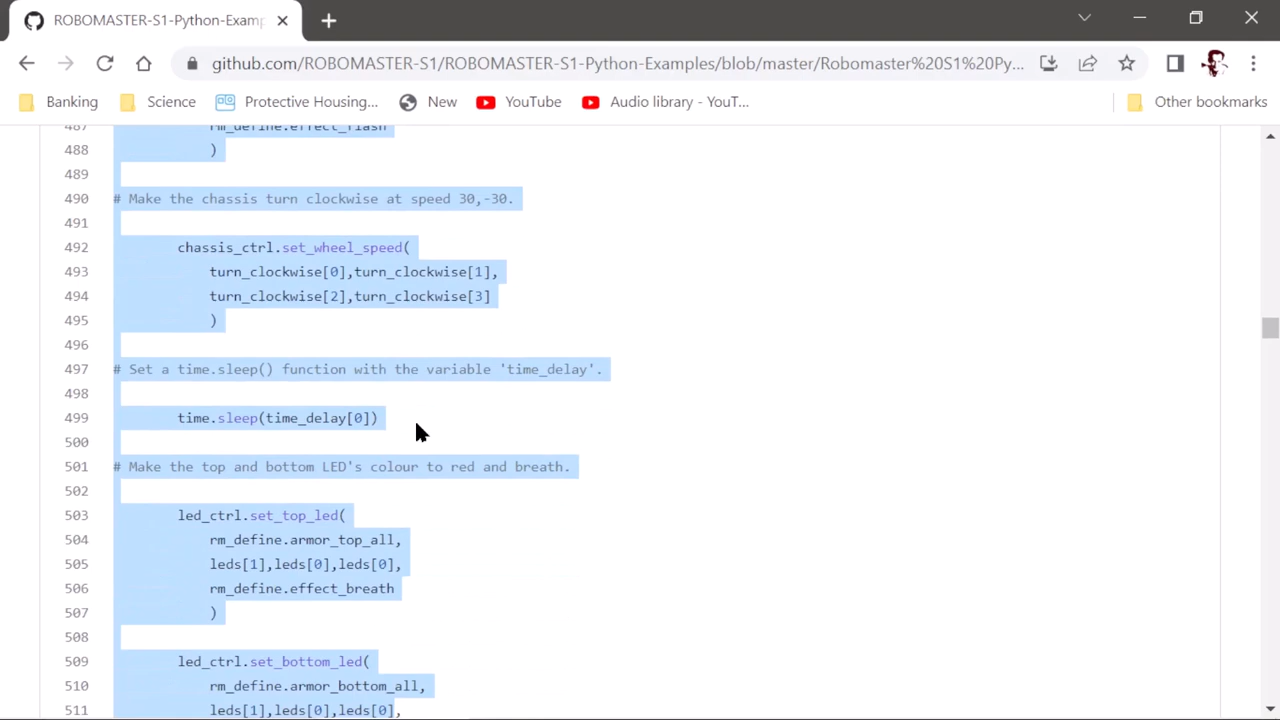 ROBOMASTER-S1-Python-Examp
github.com/ROBOMASTER-S1/ROBOMASTER-S1-Python-Examples/blob/master/Robomaster%20S1%20Py...
Banking Science Protective Housing... New YouTube Audio library - YouT... Other bookmarks
487 rm_define.effect_flash
488 )
489
490 # Make the chassis turn clockwise at speed 30,-30.
491
492 chassis_ctrl.set_wheel_speed(
493 turn_clockwise[0],turn_clockwise[1],
494 turn_clockwise[2],turn_clockwise[3]
495 )
496
497 # Set a time.sleep() function with the variable 'time_delay'.
498
499 time.sleep(time_delay[0])
500
501 # Make the top and bottom LED's colour to red and breath.
502
503 led_ctrl.set_top_led(
504 rm_define.armor_top_all,
505 leds[1],leds[0],leds[0],
506 rm_define.effect_breath
507 )
508
509 led_ctrl.set_bottom_led(
510 rm_define.armor_bottom_all,
511 leds[1],leds[0],leds[0],